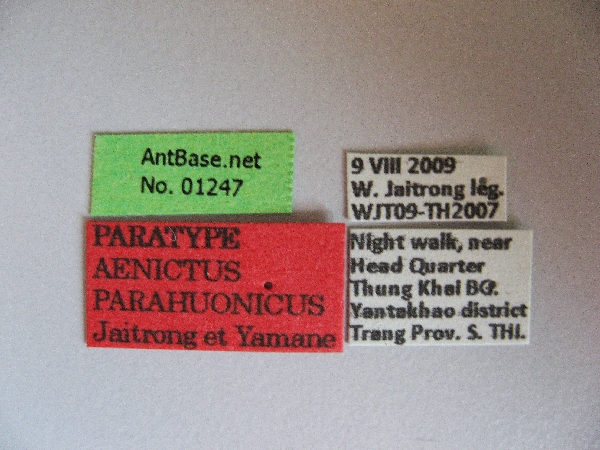 AntBase.net
No. 01247
PARATYPE
AENICTUS
PARAHUONICUS
Jaitrong et Yamane
9 VIII 2009
W. Jaitrong leg.
WJT09-TH2007
Night walk, near
Head Quarter
Thung Khai BG.
Yantakhao district
Trang Prov. S. THI.